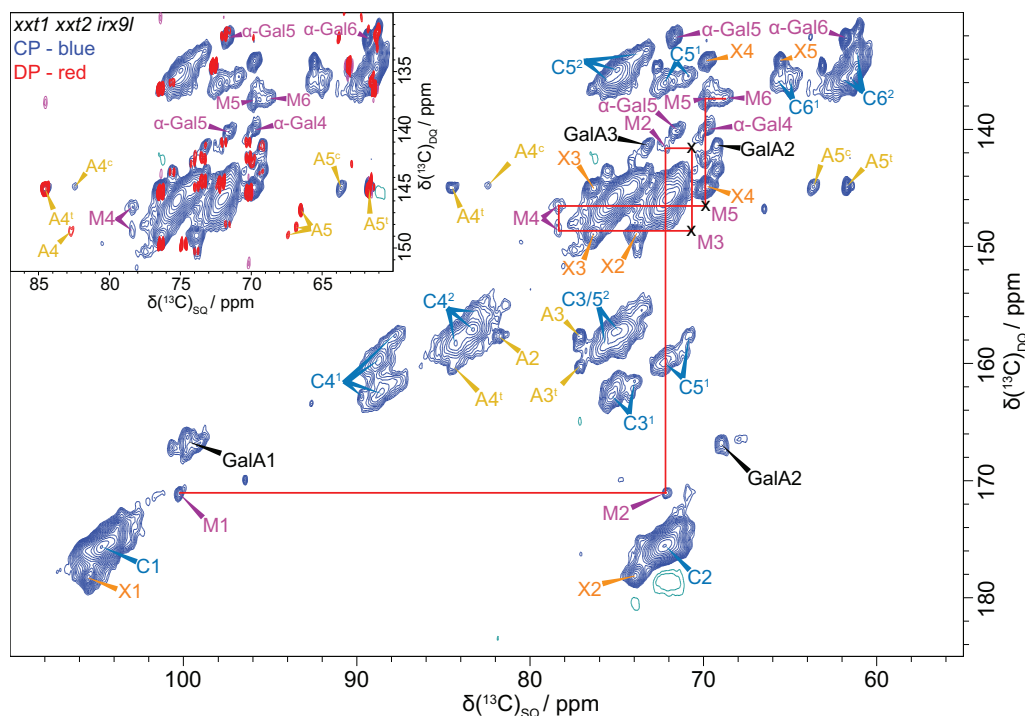 xxt1 xxt2 irx9l
CP - blue
DP - red
α-Gal5
α-Gal6
M5
M6
α-Gal5
α-Gal4
A4ᶜ
A5ᶜ
A4ᵗ
M4
A4
A5
A5ᵗ
135
140
145
150
δ(¹³C)DQ / ppm
85
80
75
70
65
δ(¹³C)SQ / ppm
α-Gal5
α-Gal6
C5²
C5¹
X4
X5
M5
M6
C6¹
C6²
α-Gal5
M2
α-Gal4
GalA3
GalA2
A4ᶜ
X3
A5ᶜ
A5ᵗ
X4
A4ᵗ
M4
x
x
x
M5
M3
X3
X2
C4²
C3/5²
A3
A2
C4¹
A4ᵗ
A3ᵗ
C5¹
C3¹
GalA1
GalA2
M1
M2
C1
X1
X2
C2
140
150
160
170
180
δ(¹³C)DQ / ppm
100
90
80
70
60
δ(¹³C)SQ / ppm